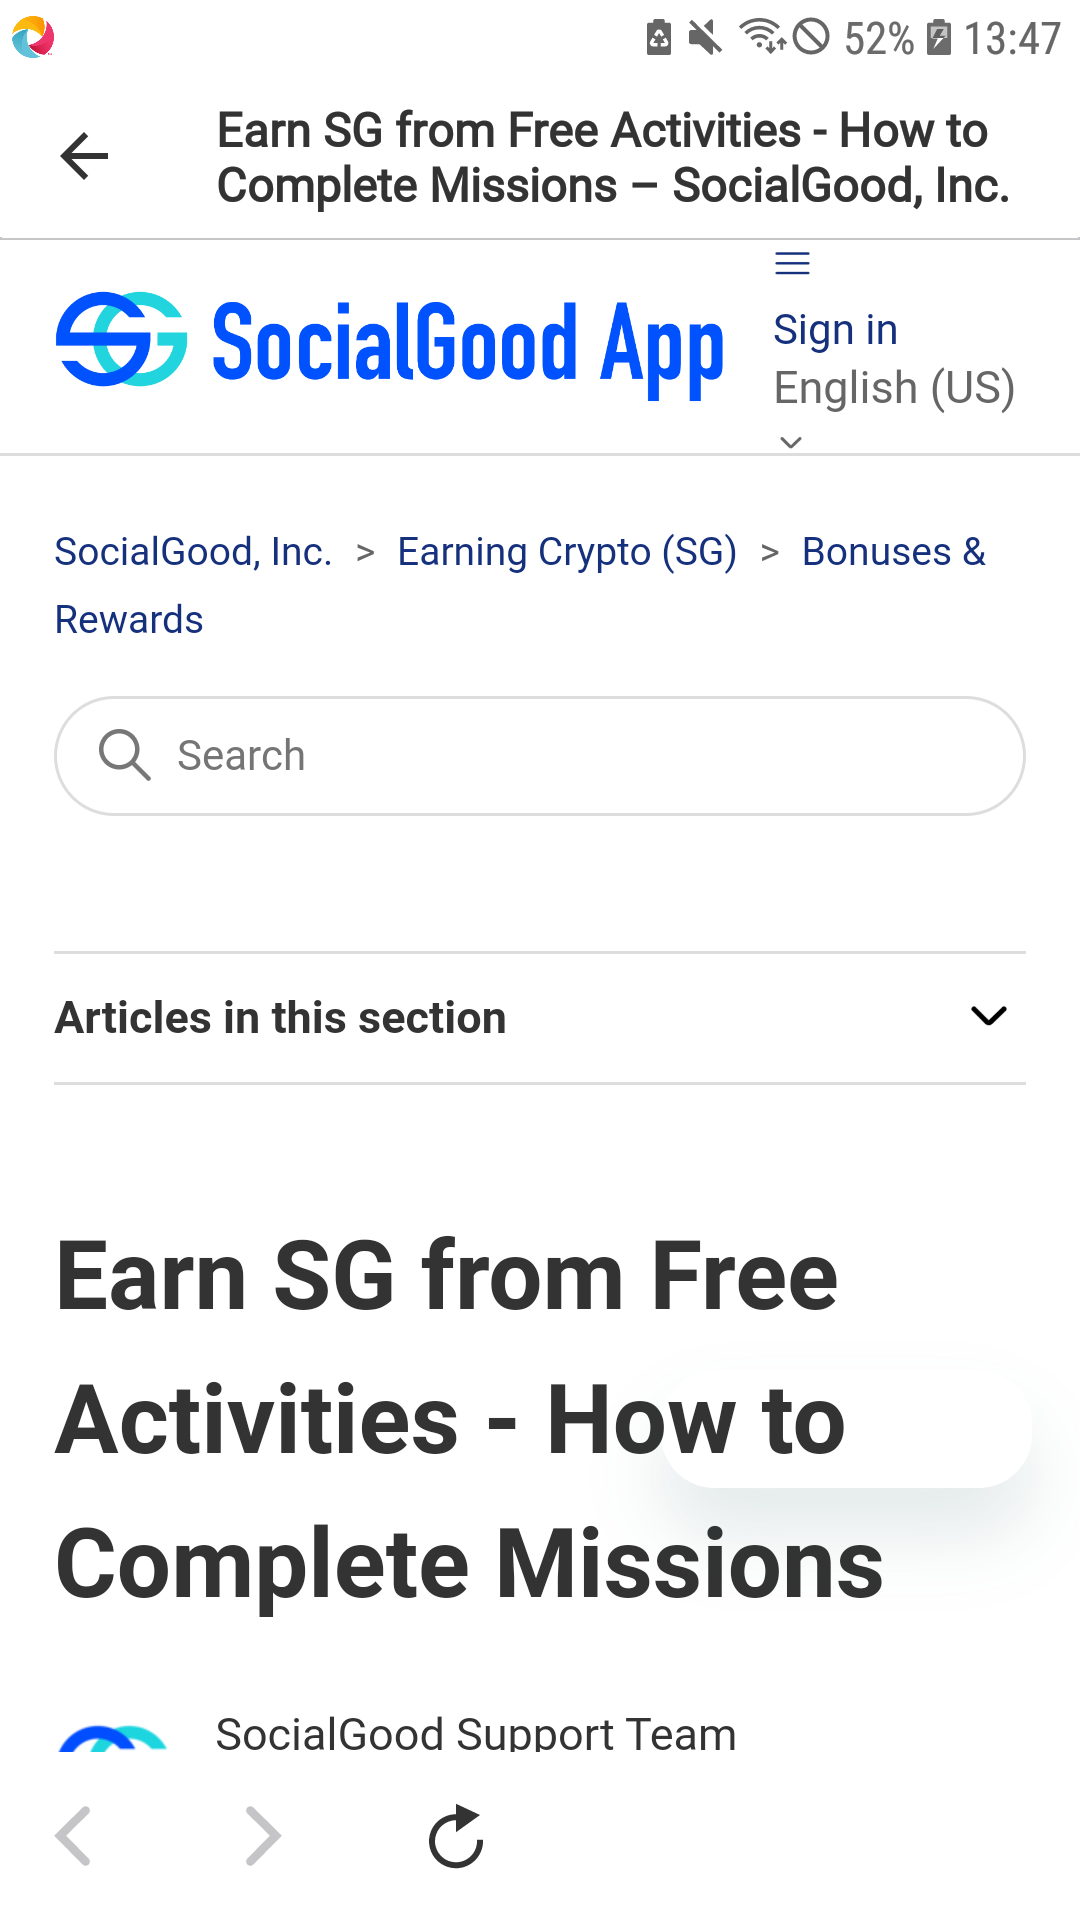 52% 13:47
Earn SG from Free Activities - How to
Complete Missions – SocialGood, Inc.
SocialGood App
Sign in
English (US)
SocialGood, Inc. > Earning Crypto (SG) > Bonuses &
Rewards
Search
Articles in this section
Earn SG from Free
Activities - How to
Complete Missions
SocialGood Support Team